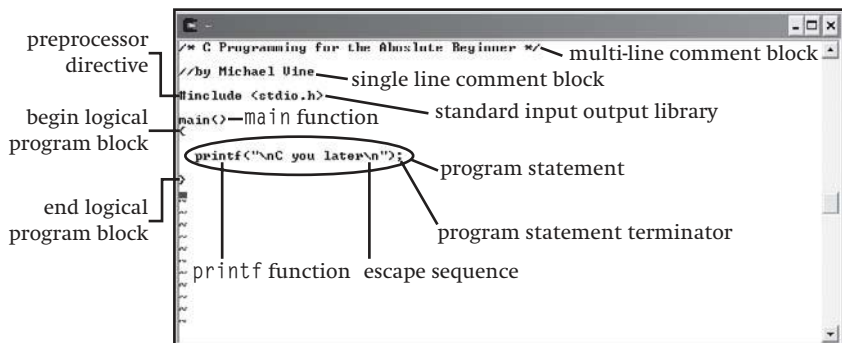 /* C Programming for the Absolute Beginner */
multi-line comment block
preprocessor
directive
//by Michael Vine
single line comment block
#include <stdio.h>
standard input output library
main()
main function
begin logical
program block
{
printf("\nC you later\n");
program statement
}
end logical
program block
program statement terminator
printf function
escape sequence
~
~
~
~
~
~
~
~
~